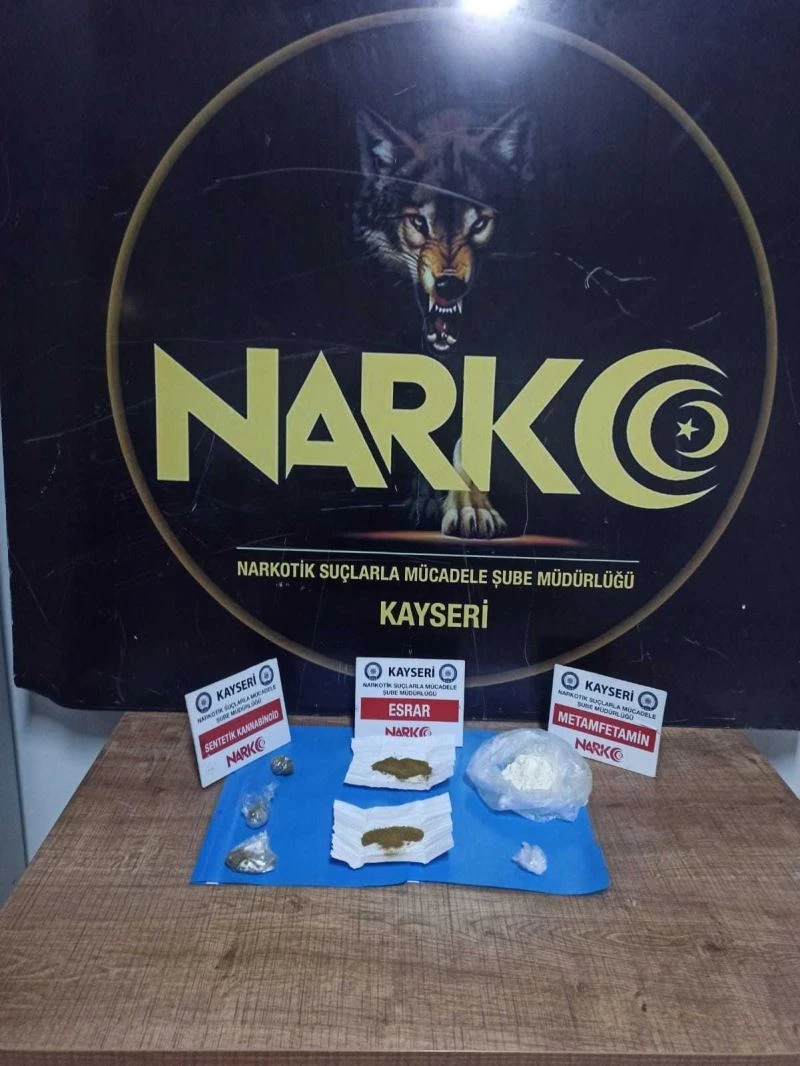 NARKO
NARKOTİK SUÇLARLA MÜCADELE ŞUBE MÜDÜRLÜĞÜ
KAYSERİ
KAYSERİ
NARKOTİK SUÇLARLA MÜCADELE
ŞUBE MÜDÜRLÜĞÜ
SENTETİK KANNABİNOİD
NARKO
KAYSERİ
NARKOTİK SUÇLARLA MÜCADELE
ŞUBE MÜDÜRLÜĞÜ
ESRAR
NARKO
KAYSERİ
NARKOTİK SUÇLARLA MÜCADELE
ŞUBE MÜDÜRLÜĞÜ
METAMFETAMİN
NARKO